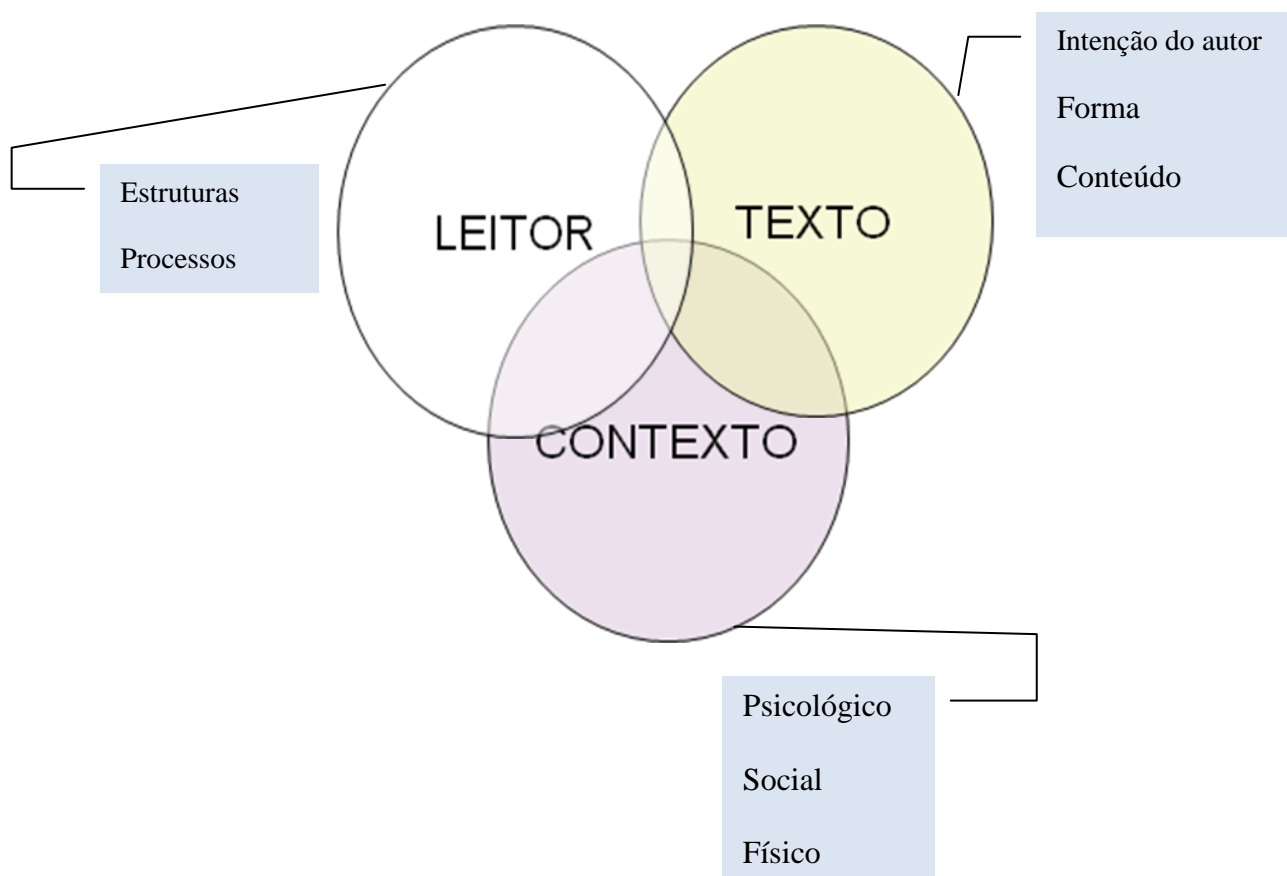 Intenção do autor
Forma
Conteúdo
Estruturas
Processos
LEITOR
TEXTO
CONTEXTO
Psicológico
Social
Físico